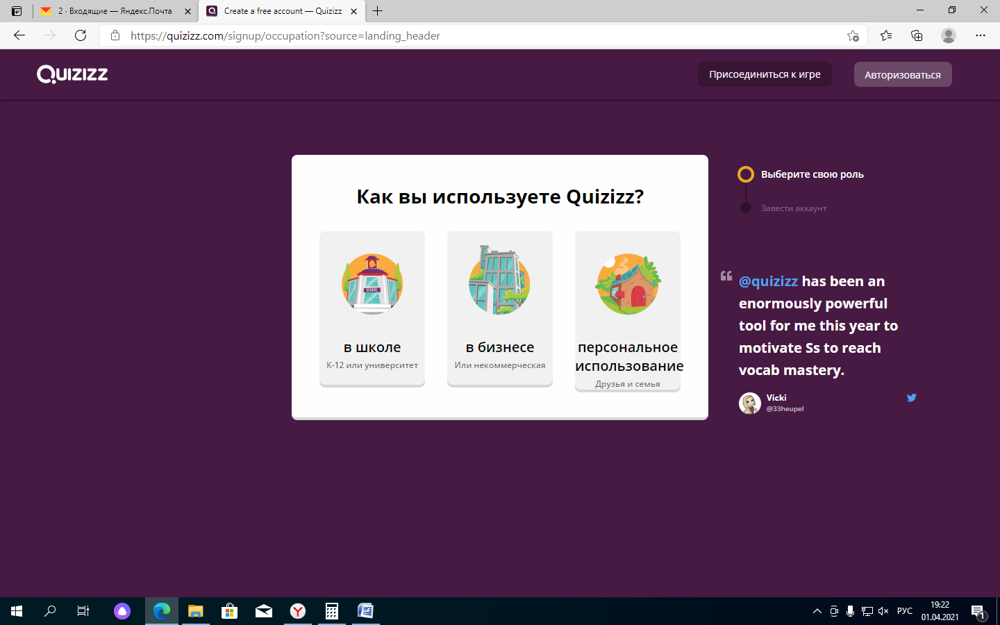 2 · Входящие — Яндекс.Почта
Create a free account — Quizizz
https://quizizz.com/signup/occupation?source=landing_header
Quizizz
Присоединиться к игре
Авторизоваться
Как вы используете Quizizz?
SCHOOL
в школе
К-12 или университет
в бизнесе
Или некоммерческая
персональное
использование
Друзья и семья
Выберите свою роль
Завести аккаунт
@quizizz has been an
enormously powerful
tool for me this year to
motivate Ss to reach
vocab mastery.
Vicki
@33heupel
РУС
19:22
01.04.2021
1